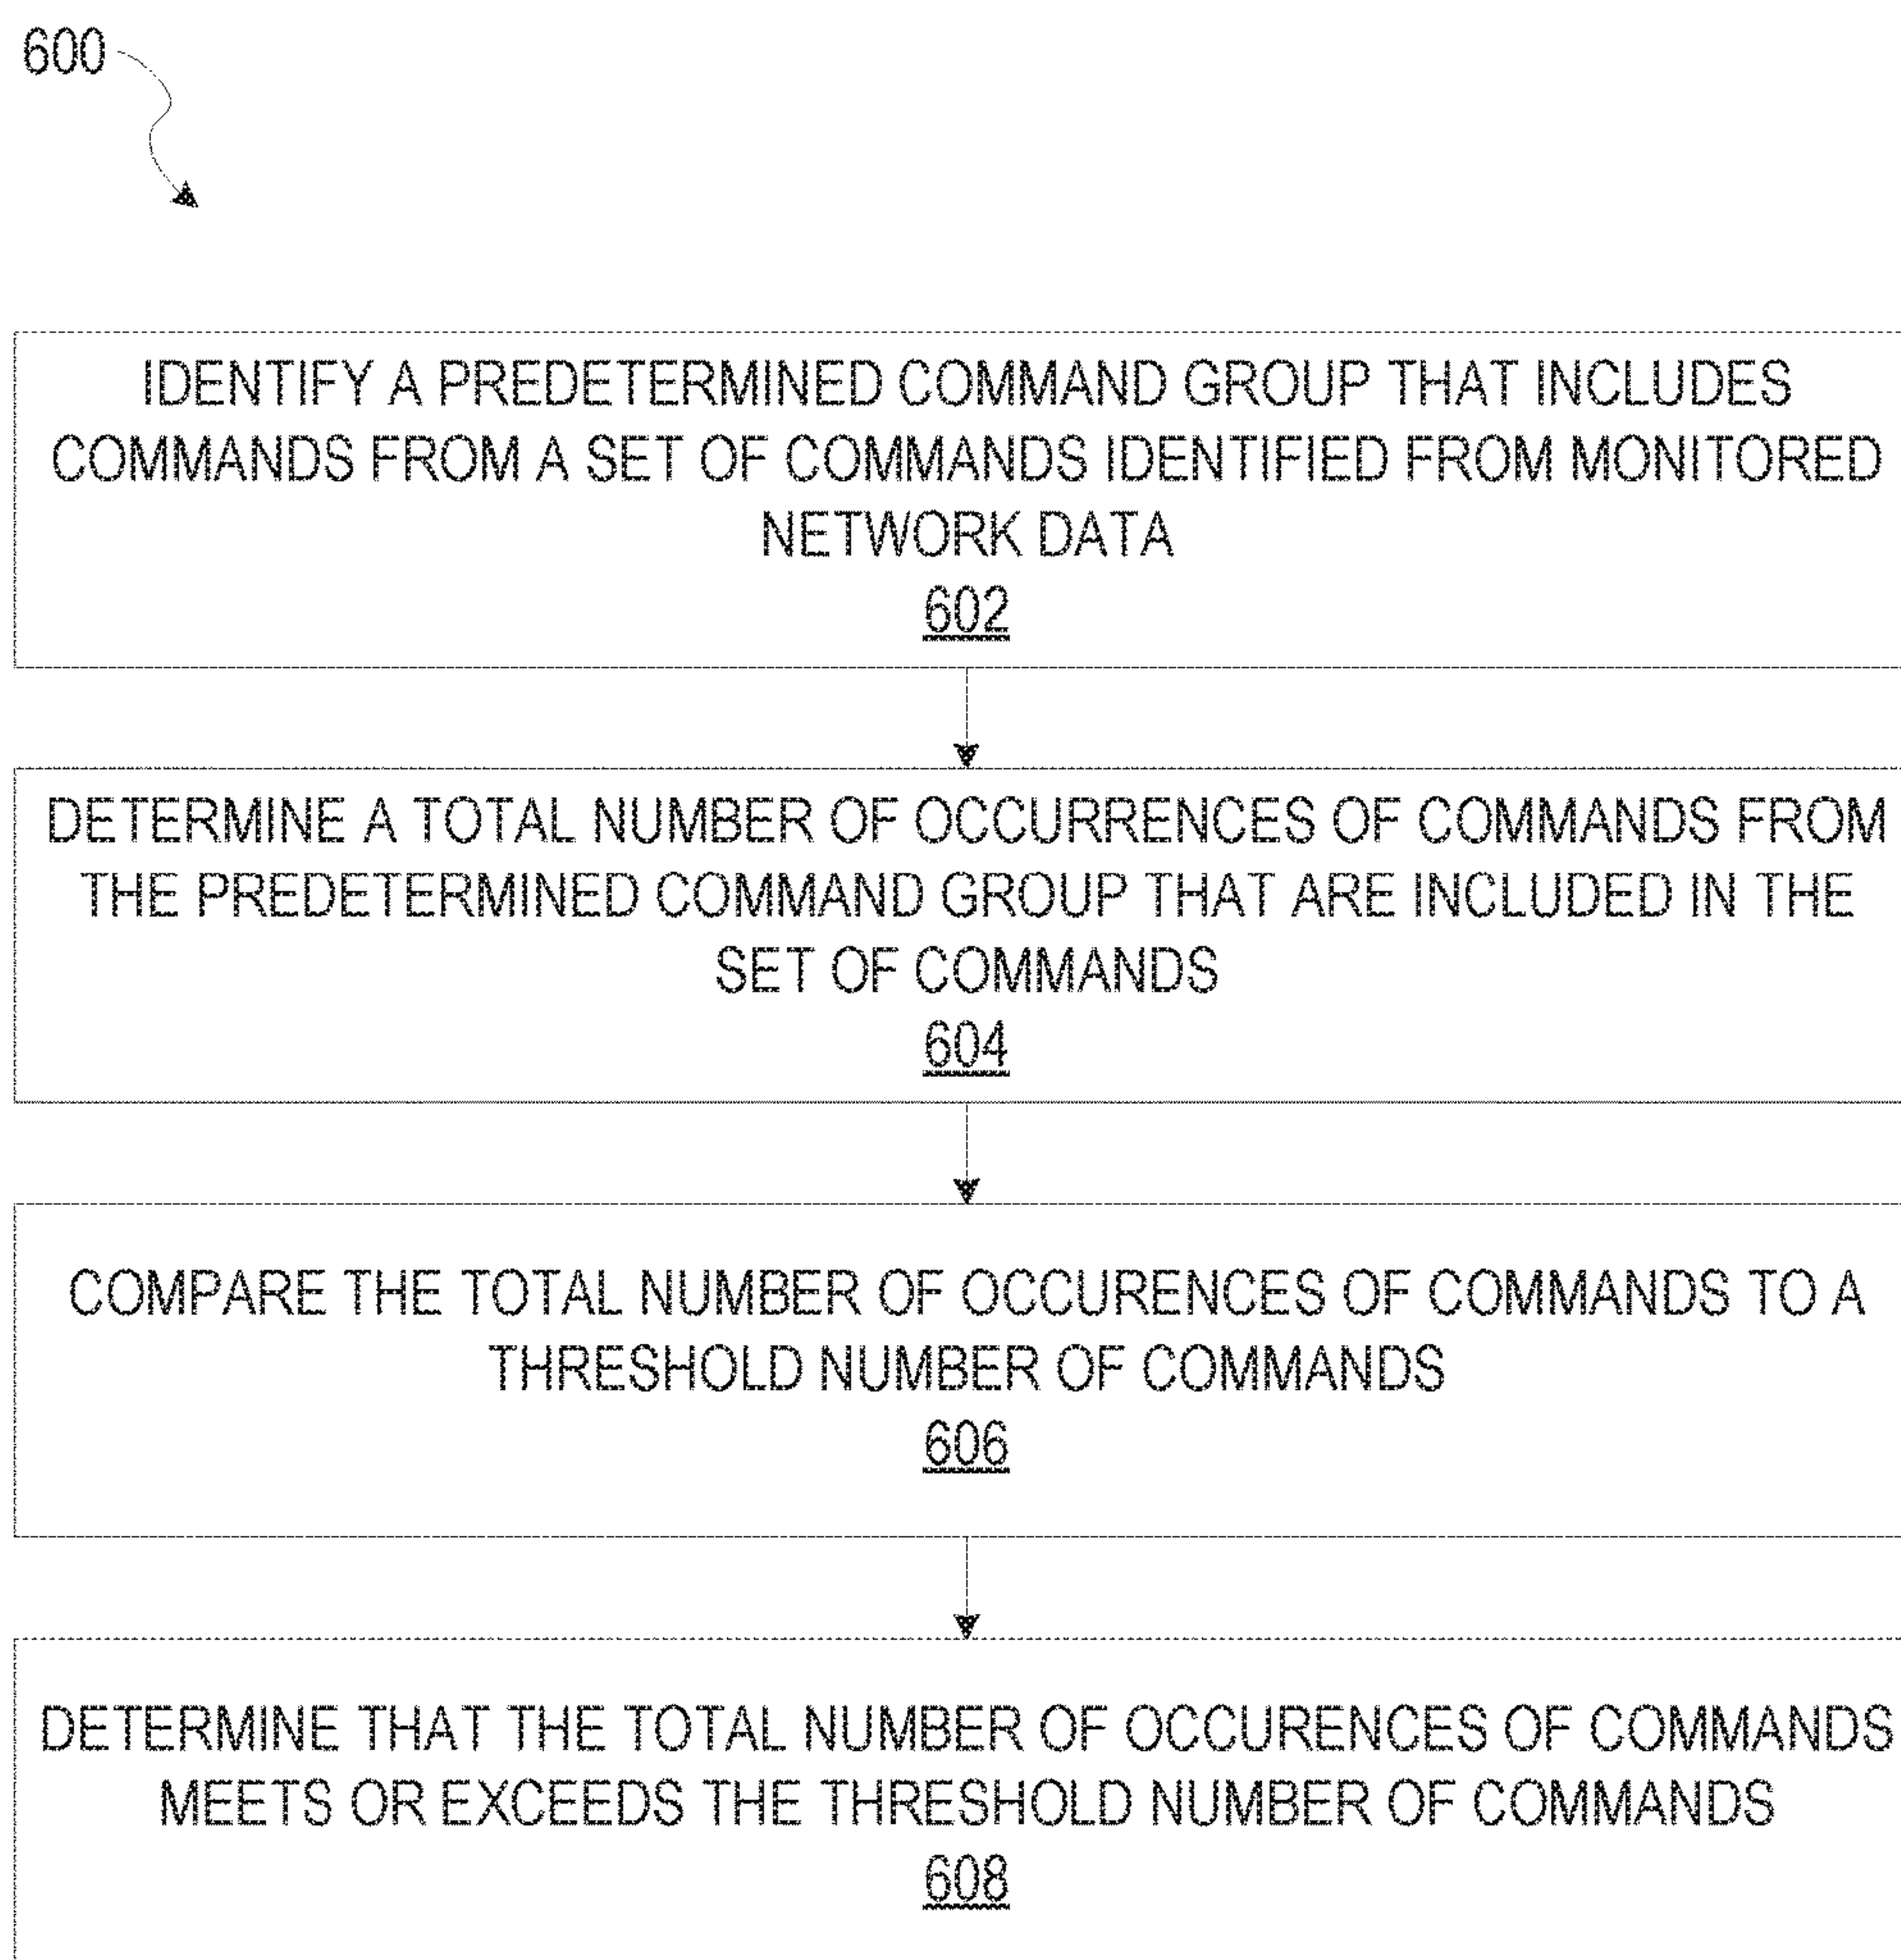 600
IDENTIFY A PREDETERMINED COMMAND GROUP THAT INCLUDES
COMMANDS FROM A SET OF COMMANDS IDENTIFIED FROM MONITORED
NETWORK DATA
602
DETERMINE A TOTAL NUMBER OF OCCURRENCES OF COMMANDS FROM
THE PREDETERMINED COMMAND GROUP THAT ARE INCLUDED IN THE
SET OF COMMANDS
604
COMPARE THE TOTAL NUMBER OF OCCURENCES OF COMMANDS TO A
THRESHOLD NUMBER OF COMMANDS
606
DETERMINE THAT THE TOTAL NUMBER OF OCCURENCES OF COMMANDS
MEETS OR EXCEEDS THE THRESHOLD NUMBER OF COMMANDS
608